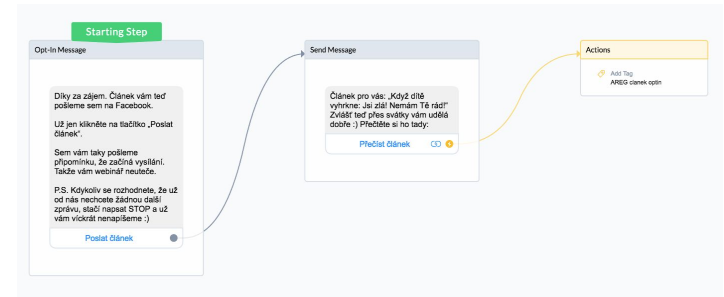 Starting Step
Opt-In Message
Díky za zájem. Článek vám teď
pošleme sem na Facebook.
Už jen klikněte na tlačítko „Poslat
článek".
Sem vám taky pošleme
připomínku, že začíná vysílání.
Takže vám webinář neuteče.
P.S. Kdykoliv se rozhodnete, že už
od nás nechcete žádnou další
zprávu, stačí napsat STOP a už
vám víckrát nenapíšeme :)
Poslat článek
Send Message
Článek pro vás: „Když dítě
vyhrkne: Jsi zlá! Nemám Tě rád!"
Zvlášť teď přes svátky vám udělá
dobře :) Přečtěte si ho tady:
Přečíst článek
Actions
Add Tag
AREG clanek optin